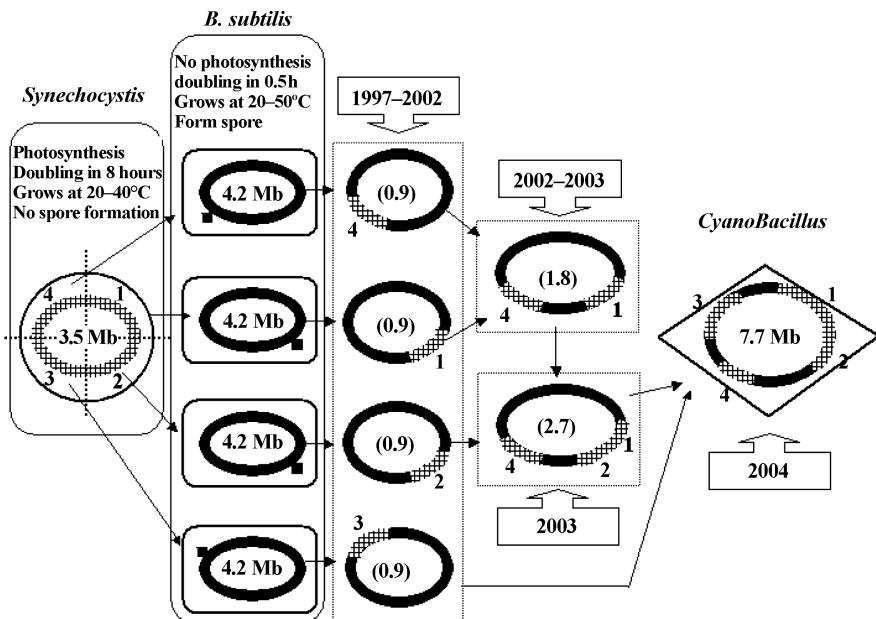 B. subtilis
Synechocystis
No photosynthesis
doubling in 0.5h
Grows at 20–50°C
Form spore
Photosynthesis
Doubling in 8 hours
Grows at 20–40°C
No spore formation
1997–2002
2002–2003
CyanoBacillus
4
1
3.5 Mb
3
2
4.2 Mb
4.2 Mb
4.2 Mb
4.2 Mb
(0.9)
4
(0.9)
1
(0.9)
2
3
(0.9)
(1.8)
4
1
(2.7)
4
2
1
2003
3
1
7.7 Mb
4
2
2004